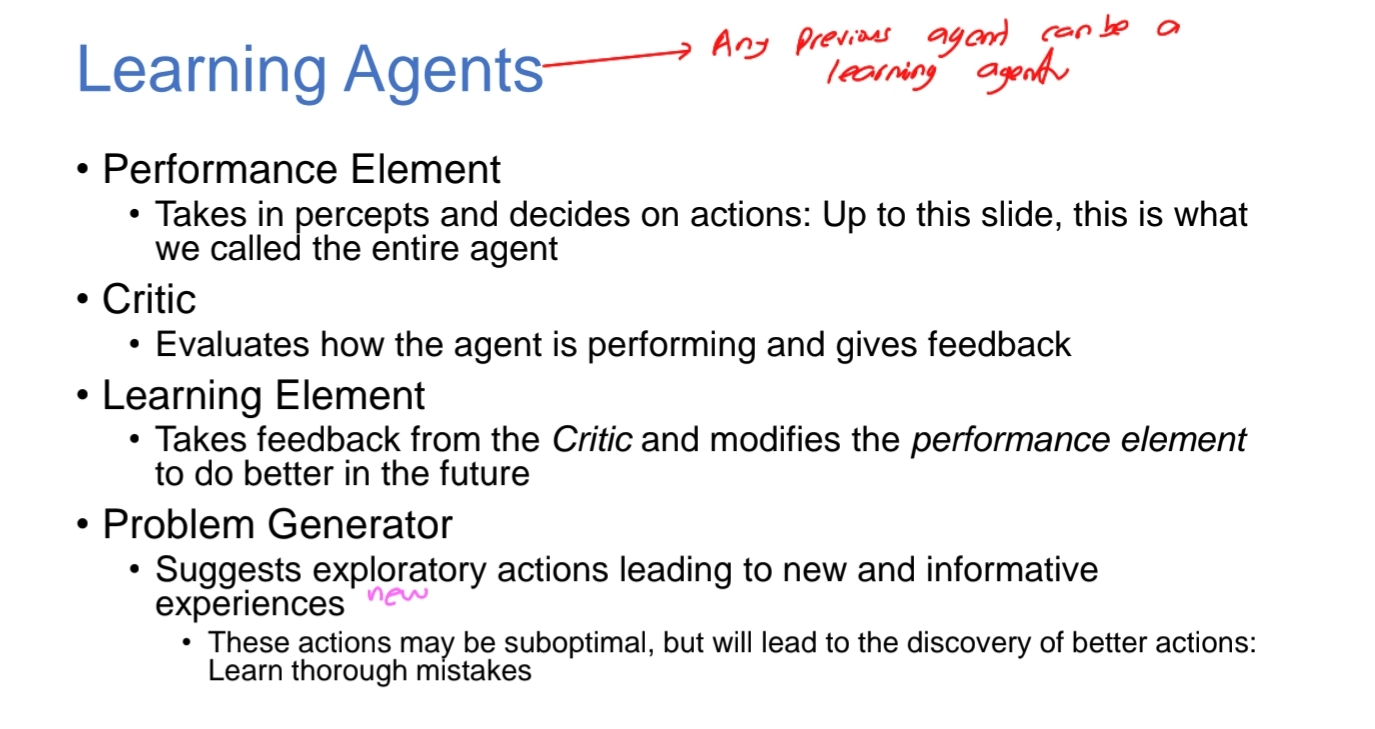 Learning Agents
Any previous agent can be a
learning agent
• Performance Element
• Takes in percepts and decides on actions: Up to this slide, this is what
we called the entire agent
• Critic
• Evaluates how the agent is performing and gives feedback
• Learning Element
• Takes feedback from the Critic and modifies the performance element
to do better in the future
• Problem Generator
• Suggests exploratory actions leading to new and informative
experiences new
• These actions may be suboptimal, but will lead to the discovery of better actions:
Learn thorough mistakes